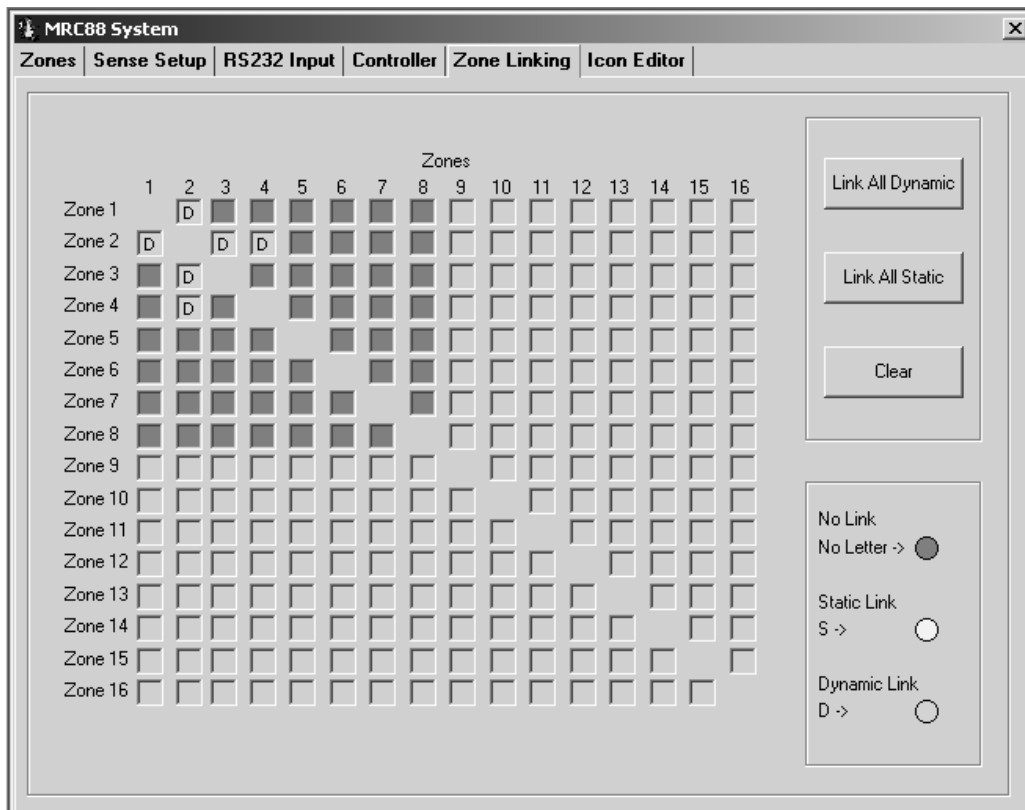 MRC88 System
Zones Sense Setup RS232 Input Controller Zone Linking Icon Editor
Zones
1 2 3 4 5 6 7 8 9 10 11 12 13 14 15 16
Zone 1 D
Zone 2 D D D
Zone 3 D
Zone 4 D
Zone 5
Zone 6
Zone 7
Zone 8
Zone 9
Zone 10
Zone 11
Zone 12
Zone 13
Zone 14
Zone 15
Zone 16
Link All Dynamic
Link All Static
Clear
No Link
No Letter ->
Static Link
S ->
Dynamic Link
D ->